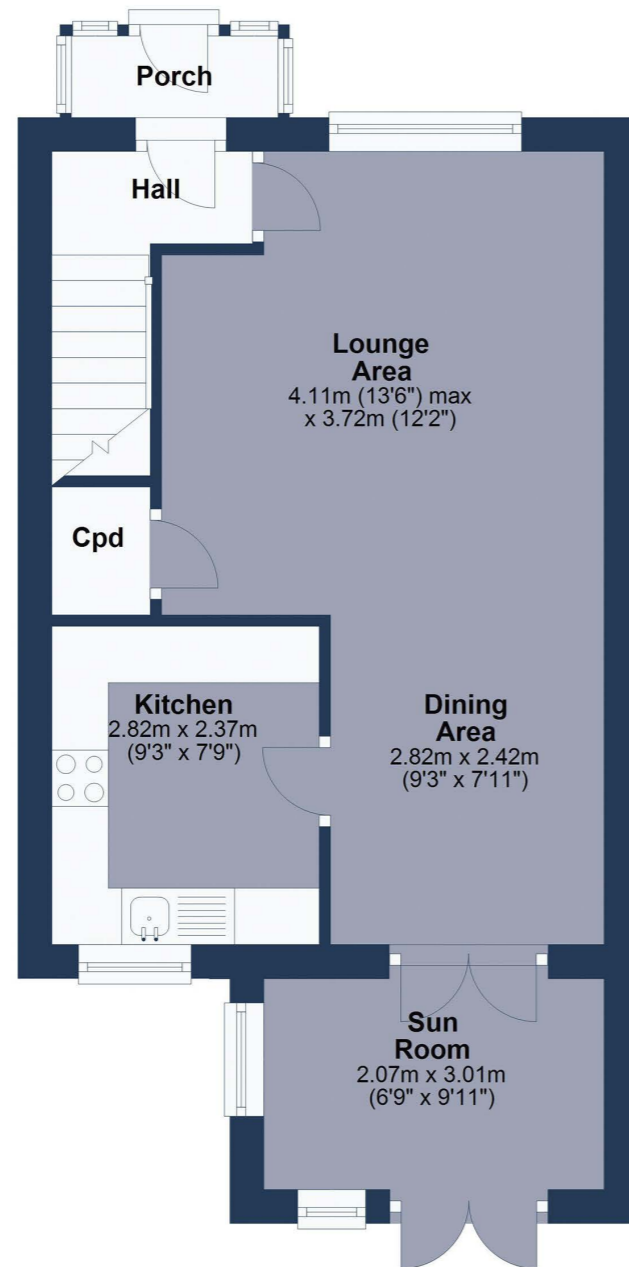 Porch
Hall
Lounge
Area
4.11m (13'6") max
x 3.72m (12'2")
Cpd
Kitchen
2.82m x 2.37m
(9'3" x 7'9")
Dining
Area
2.82m x 2.42m
(9'3" x 7'11")
Sun
Room
2.07m x 3.01m
(6'9" x 9'11")